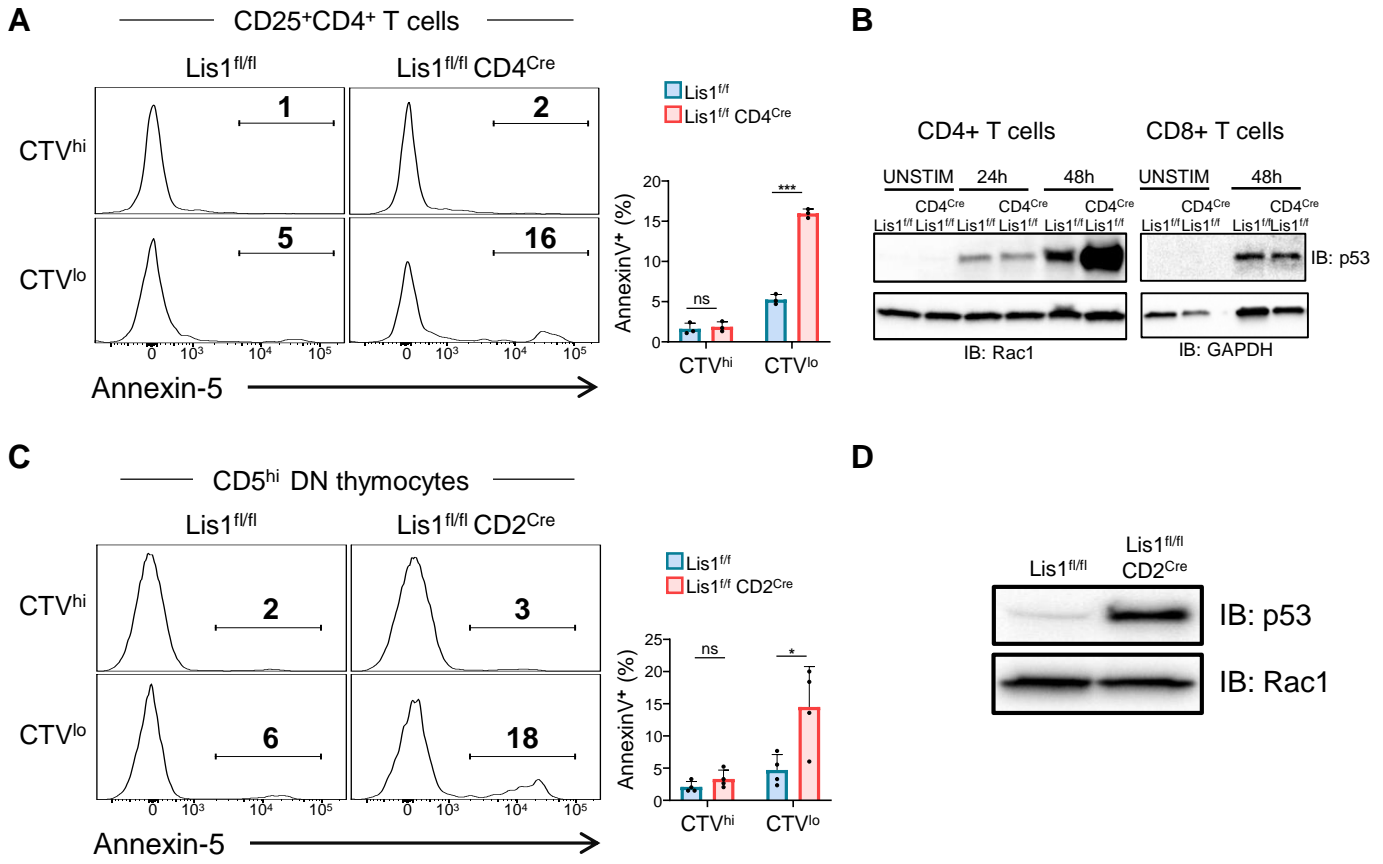 A
CD25⁺CD4⁺ T cells
Lis1ᶠˡ/ᶠˡ
Lis1ᶠˡ/ᶠˡ CD4ᶜʳᵉ
CTVʰⁱ
1
2
CTVˡᵒ
5
16
0 10³ 10⁴ 10⁵
0 10³ 10⁴ 10⁵
Annexin-5
Lis1ᶠ/ᶠ
Lis1ᶠ/ᶠ CD4ᶜʳᵉ
AnnexinV⁺ (%)
20
15
10
5
0
ns
***
CTVʰⁱ CTVˡᵒ
B
CD4+ T cells
CD8+ T cells
UNSTIM 24h 48h
UNSTIM 48h
CD4ᶜʳᵉ CD4ᶜʳᵉ CD4ᶜʳᵉ
Lis1ᶠ/ᶠ Lis1ᶠ/ᶠ Lis1ᶠ/ᶠ Lis1ᶠ/ᶠ Lis1ᶠ/ᶠ Lis1ᶠ/ᶠ
CD4ᶜʳᵉ CD4ᶜʳᵉ
Lis1ᶠ/ᶠ Lis1ᶠ/ᶠ Lis1ᶠ/ᶠ Lis1ᶠ/ᶠ
IB: p53
IB: Rac1
IB: GAPDH
C
CD5ʰⁱ DN thymocytes
Lis1ᶠˡ/ᶠˡ
Lis1ᶠˡ/ᶠˡ CD2ᶜʳᵉ
CTVʰⁱ
2
3
CTVˡᵒ
6
18
0 10³ 10⁴ 10⁵
0 10³ 10⁴ 10⁵
Annexin-5
Lis1ᶠ/ᶠ
Lis1ᶠ/ᶠ CD2ᶜʳᵉ
AnnexinV⁺ (%)
25
20
15
10
5
0
ns
*
CTVʰⁱ CTVˡᵒ
D
Lis1ᶠˡ/ᶠˡ
Lis1ᶠˡ/ᶠˡ
CD2ᶜʳᵉ
IB: p53
IB: Rac1